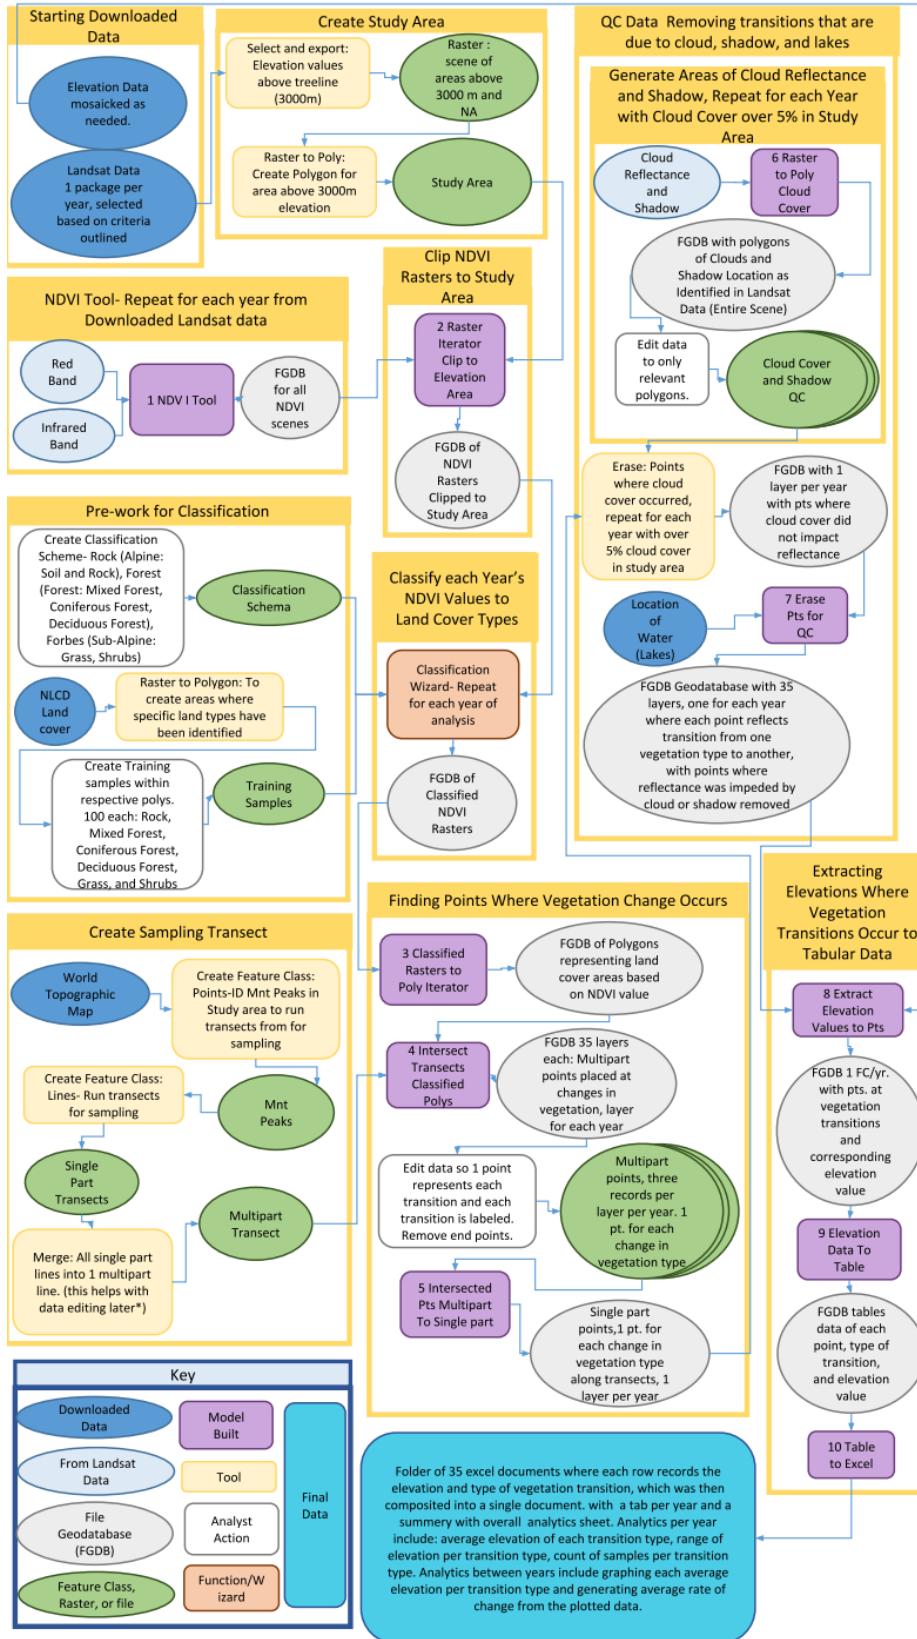 Starting Downloaded
Data
Elevation Data
mosaicked as
needed.
Landsat Data
1 package per
year, selected
based on criteria
outlined
Create Study Area
Select and export:
Elevation values
above treeline
(3000m)
Raster :
scene of
areas above
3000 m and
NA
Raster to Poly:
Create Polygon for
area above 3000m
elevation
Study Area
QC Data  Removing transitions that are
due to cloud, shadow, and lakes
Generate Areas of Cloud Reflectance
and Shadow, Repeat for each Year
with Cloud Cover over 5% in Study
Area
Cloud
Reflectance
and
Shadow
6 Raster
to Poly
Cloud
Cover
FGDB with polygons
of Clouds and
Shadow Location as
Identified in Landsat
Data (Entire Scene)
Edit data
to only
relevant
polygons.
Cloud Cover
and Shadow
QC
Erase: Points
where cloud
cover occurred,
repeat for each
year with over
5% cloud cover
in study area
FGDB with 1
layer per year
with pts where
cloud cover did
not impact
reflectance
Location
of
Water
(Lakes)
7 Erase
Pts for
QC
FGDB Geodatabase with 35
layers, one for each year
where each point reflects
transition from one
vegetation type to another,
with points where
reflectance was impeded by
cloud or shadow removed
NDVI Tool- Repeat for each year from
Downloaded Landsat data
Red
Band
Infrared
Band
1 NDV I Tool
FGDB
for all
NDVI
scenes
Clip NDVI
Rasters to Study
Area
2 Raster
Iterator
Clip to
Elevation
Area
FGDB of
NDVI
Rasters
Clipped to
Study Area
Pre-work for Classification
Create Classification
Scheme- Rock (Alpine:
Soil and Rock), Forest
(Forest: Mixed Forest,
Coniferous Forest,
Deciduous Forest),
Forbes (Sub-Alpine:
Grass, Shrubs)
Classification
Schema
NLCD
Land
cover
Raster to Polygon: To
create areas where
specific land types have
been identified
Create Training
samples within
respective polys.
100 each: Rock,
Mixed Forest,
Coniferous Forest,
Deciduous Forest,
Grass, and Shrubs
Training
Samples
Classify each Year's
NDVI Values to
Land Cover Types
Classification
Wizard- Repeat
for each year of
analysis
FGDB of
Classified
NDVI
Rasters
Create Sampling Transect
World
Topographic
Map
Create Feature Class:
Points-ID Mnt Peaks in
Study area to run
transects from for
sampling
Create Feature Class:
Lines- Run transects
for sampling
Mnt
Peaks
Single
Part
Transects
Merge: All single part
lines into 1 multipart
line. (this helps with
data editing later*)
Multipart
Transect
Finding Points Where Vegetation Change Occurs
3 Classified
Rasters to
Poly Iterator
FGDB of Polygons
representing land
cover areas based
on NDVI value
4 Intersect
Transects
Classified
Polys
FGDB 35 layers
each: Multipart
points placed at
changes in
vegetation, layer
for each year
Edit data so 1 point
represents each
transition and each
transition is labeled.
Remove end points.
Multipart
points, three
records per
layer per year. 1
pt. for each
change in
vegetation type
5 Intersected
Pts Multipart
To Single part
Single part
points,1 pt. for
each change in
vegetation type
along transects, 1
layer per year
Extracting
Elevations Where
Vegetation
Transitions Occur to
Tabular Data
8 Extract
Elevation
Values to Pts
FGDB 1 FC/yr.
with pts. at
vegetation
transitions
and
corresponding
elevation
value
9 Elevation
Data To
Table
FGDB tables
data of each
point, type of
transition,
and elevation
value
10 Table
to Excel
Key
Downloaded
Data
Model
Built
From Landsat
Data
Tool
File
Geodatabase
(FGDB)
Analyst
Action
Feature Class,
Raster, or file
Function/W
izard
Final
Data
Folder of 35 excel documents where each row records the
elevation and type of vegetation transition, which was then
composited into a single document. with  a tab per year and a
summery with overall  analytics sheet. Analytics per year
include: average elevation of each transition type, range of
elevation per transition type, count of samples per transition
type. Analytics between years include graphing each average
elevation per transition type and generating average rate of
change from the plotted data.